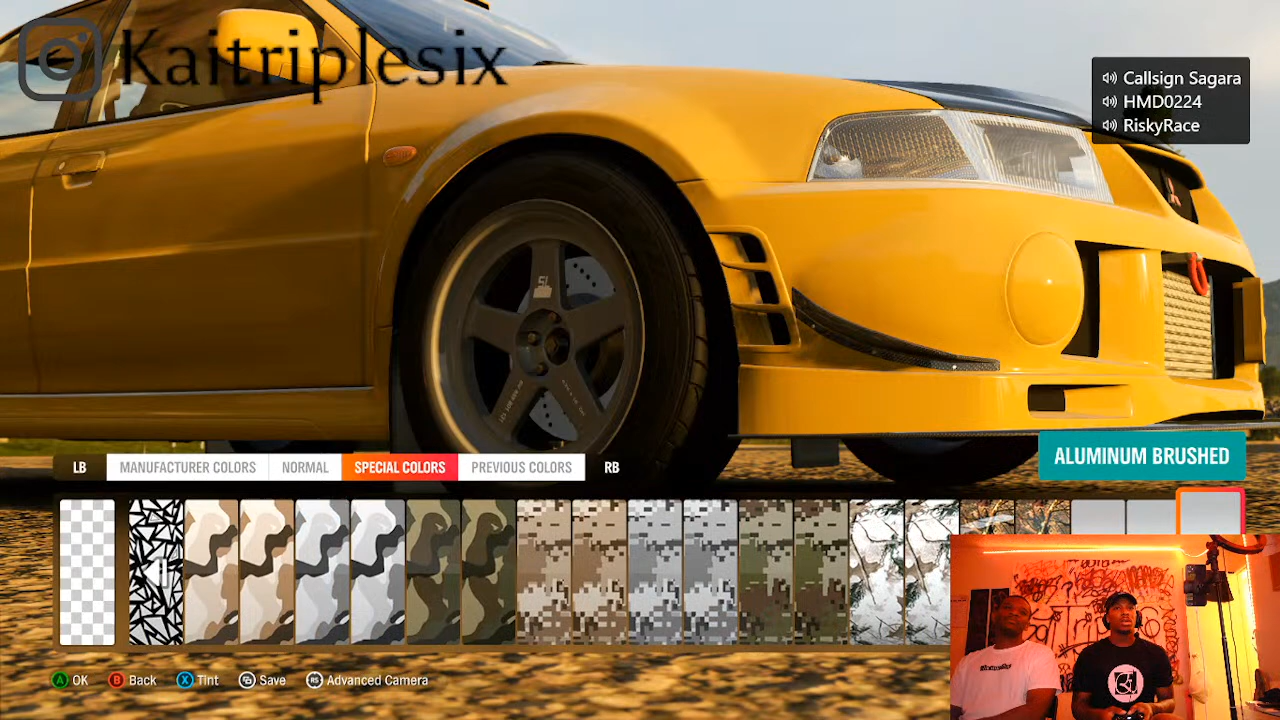 Kaitriplesix
Callsign Sagara
HMD0224
RiskyRace
ALUMINUM BRUSHED
LB MANUFACTURER COLORS NORMAL SPECIAL COLORS PREVIOUS COLORS RB
A OK B Back X Tint Save RS Advanced Camera